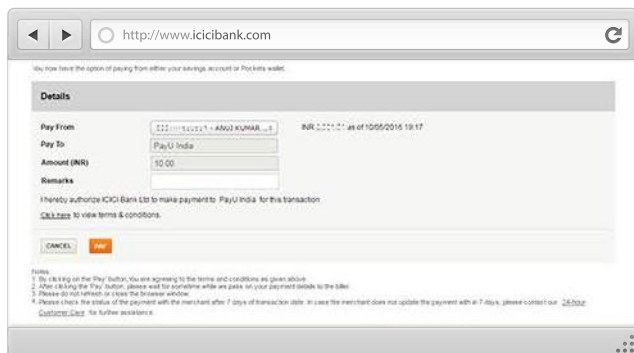 http://www.icicibank.com
You now have the option of paying from either your savings account or Pockets wallet.
Details
Pay From - ANUJ KUMAR INR as of 10/05/2016 19:17
Pay To PayU India
Amount (INR) 10.00
Remarks
I hereby authorize ICICI Bank Ltd to make payment to PayU India for this transaction
Click here to view terms & conditions.
CANCEL PAY
Notes
1. By clicking on the 'Pay' button, You are agreeing to the terms and conditions as given above
2. After clicking the 'Pay' button, please wait for sometime while we pass on your payment details to the biller.
3. Please do not refresh or close the browser window.
4. Please check the status of the payment with the merchant after 7 days of transaction date. In case the merchant does not update the payment with in 7 days, please contact our 24-hour
Customer Care for further assistance.